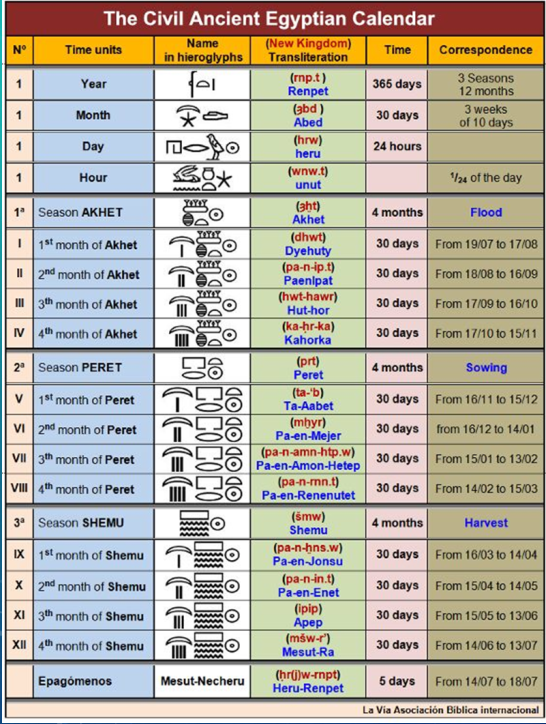 The Civil Ancient Egyptian Calendar
Nº Time units Name in hieroglyphs (New Kingdom) Transliteration Time Correspondence
1 Year (rnp.t) Renpet 365 days 3 Seasons 12 months
1 Month (ȝbd ) Abed 30 days 3 weeks of 10 days
1 Day (hrw) heru 24 hours
1 Hour (wnw.t) unut 1/24 of the day
1ª Season AKHET (ȝḫt) Akhet 4 months Flood
I 1st month of Akhet (dhwt) Dyehuty 30 days From 19/07 to 17/08
II 2nd month of Akhet (pa-n-ip.t) Paenipat 30 days From 18/08 to 16/09
III 3th month of Akhet (hwt-hawr) Hut-hor 30 days From 17/09 to 16/10
IV 4th month of Akhet (ka-ḥr-ka) Kahorka 30 days From 17/10 to 15/11
2ª Season PERET (prt) Peret 4 months Sowing
V 1st month of Peret (ta-‘b) Ta-Aabet 30 days From 16/11 to 15/12
VI 2nd month of Peret (mḫyr) Pa-en-Mejer 30 days from 16/12 to 14/01
VII 3th month of Peret (pa-n-amn-htp.w) Pa-en-Amon-Hetep 30 days From 15/01 to 13/02
VIII 4th month of Peret (pa-n-rnn.t) Pa-en-Renenutet 30 days From 14/02 to 15/03
3ª Season SHEMU (šmw) Shemu 4 months Harvest
IX 1st month of Shemu (pa-n-ḫns.w) Pa-en-Jonsu 30 days From 16/03 to 14/04
X 2nd month of Shemu (pa-n-in.t) Pa-en-Enet 30 days From 15/04 to 14/05
XI 3th month of Shemu (ipip) Apep 30 days From 15/05 to 13/06
XII 4th month of Shemu (mšw-r’) Mesut-Ra 30 days From 14/06 to 13/07
Epagómenos Mesut-Necheru (ḥr(j)w-rnpt) Heru-Renpet 5 days From 14/07 to 18/07
La Vía Asociación Bíblica internacional